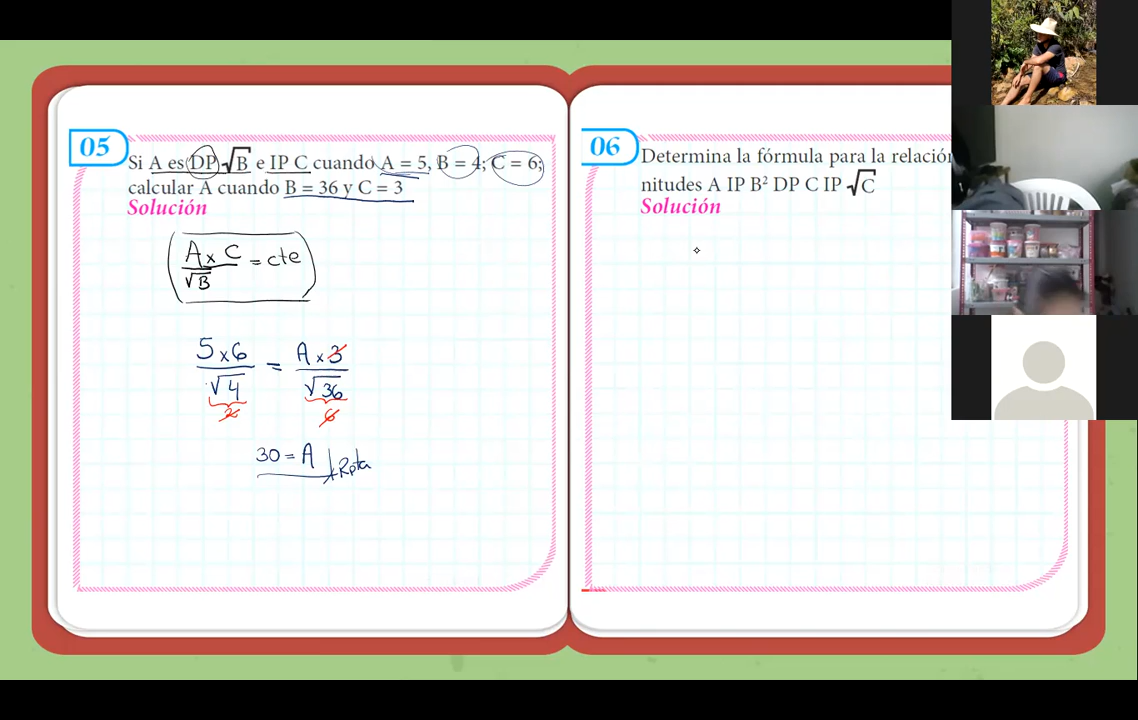 05
Si A es DP √B e IP C cuando A = 5, B = 4; C = 6;
calcular A cuando B = 36 y C = 3
Solución
A x C
√B
= cte
5 x 6
√4
=
A x 3
√36
2
6
30 = A Rpta
06
Determina la fórmula para la relación
nitudes A IP B² DP C IP √C
Solución